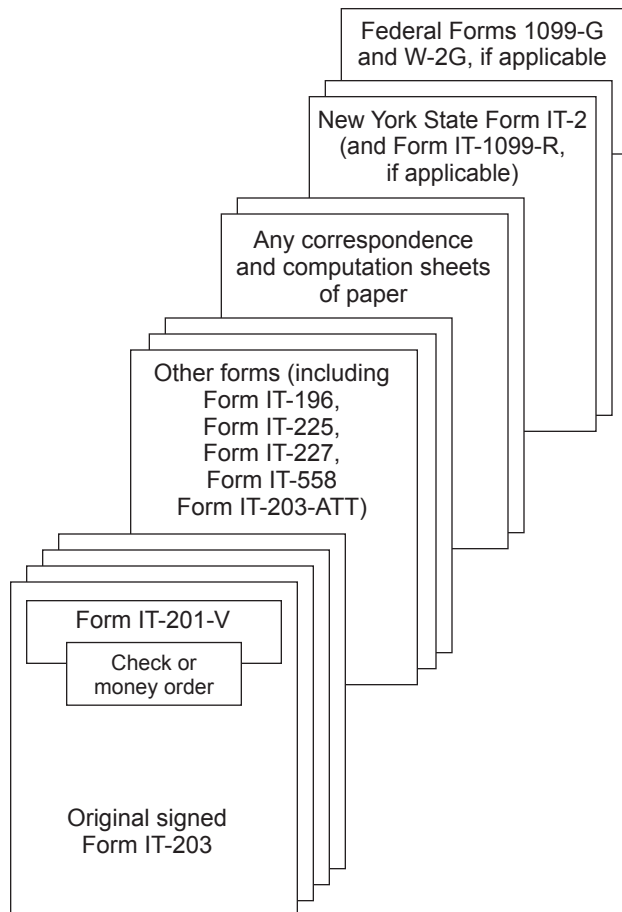 Federal Forms 1099-G
and W-2G, if applicable
New York State Form IT-2
(and Form IT-1099-R,
if applicable)
Any correspondence
and computation sheets
of paper
Other forms (including
Form IT-196,
Form IT-225,
Form IT-227,
Form IT-558
Form IT-203-ATT)
Form IT-201-V
Check or
money order
Original signed
Form IT-203